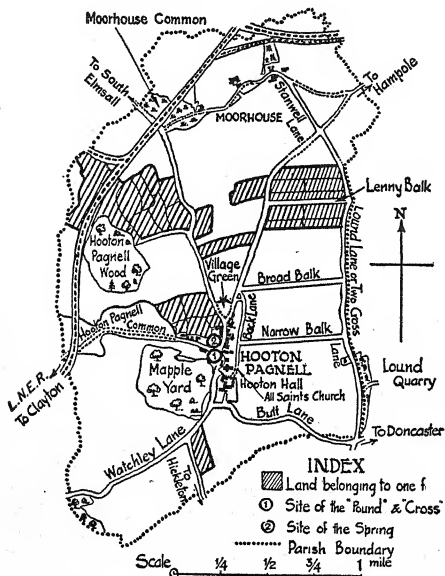 Moorhouse Common
To South
Elmsall
To
Hampole
MOORHOUSE
Stanwell
Lane
Lenny Balk
Lound Lane or Two Cross
Lane
N
Hooton
Pagnell
Wood
Village
Green
Broad Balk
Back Lane
Hooton Pagnell
Common
Narrow Balk
②
①
HOOTON
PAGNELL
Hooton Hall
All Saints Church
Mapple
Yard
Lound
Quarry
L.N.E.R.
To Clayton
Butt Lane
To Doncaster
Watchley Lane
To
Hickleton
INDEX
Land belonging to one f
① Site of the "Pound" & "Cross"
② Site of the Spring
Parish Boundary
Scale 1/4 1/2 3/4 1 mile
0